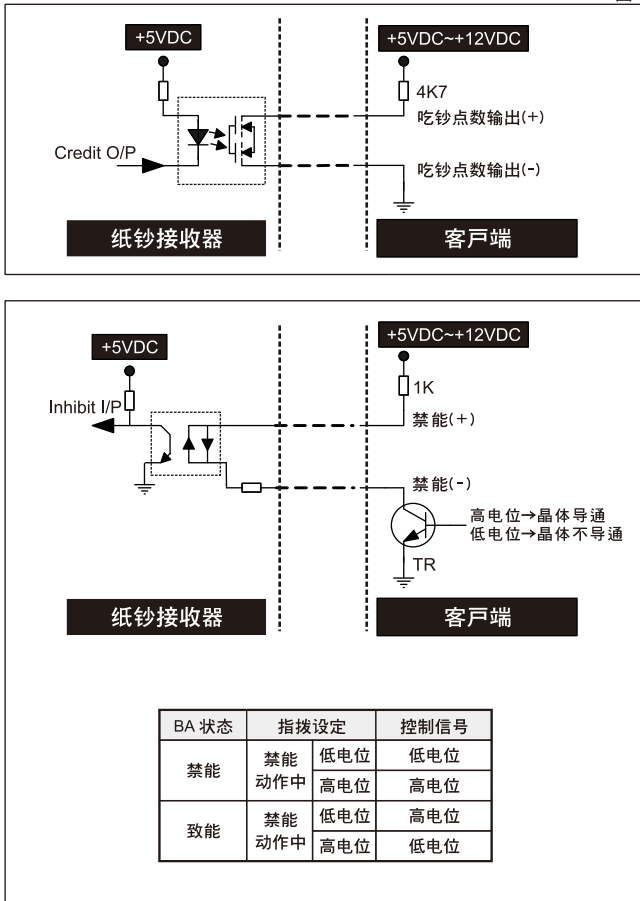 +5VDC
+5VDC~+12VDC
4K7
吃钞点数输出(+)
Credit O/P
吃钞点数输出(-)
纸钞接收器
客户端
+5VDC
+5VDC~+12VDC
Inhibit I/P
1K
禁能(+)
禁能(-)
高电位→晶体导通
低电位→晶体不导通
TR
纸钞接收器
客户端
BA 状态 指拨设定 控制信号
禁能 禁能动作中 低电位 低电位
高电位 高电位
致能 禁能动作中 低电位 高电位
高电位 低电位